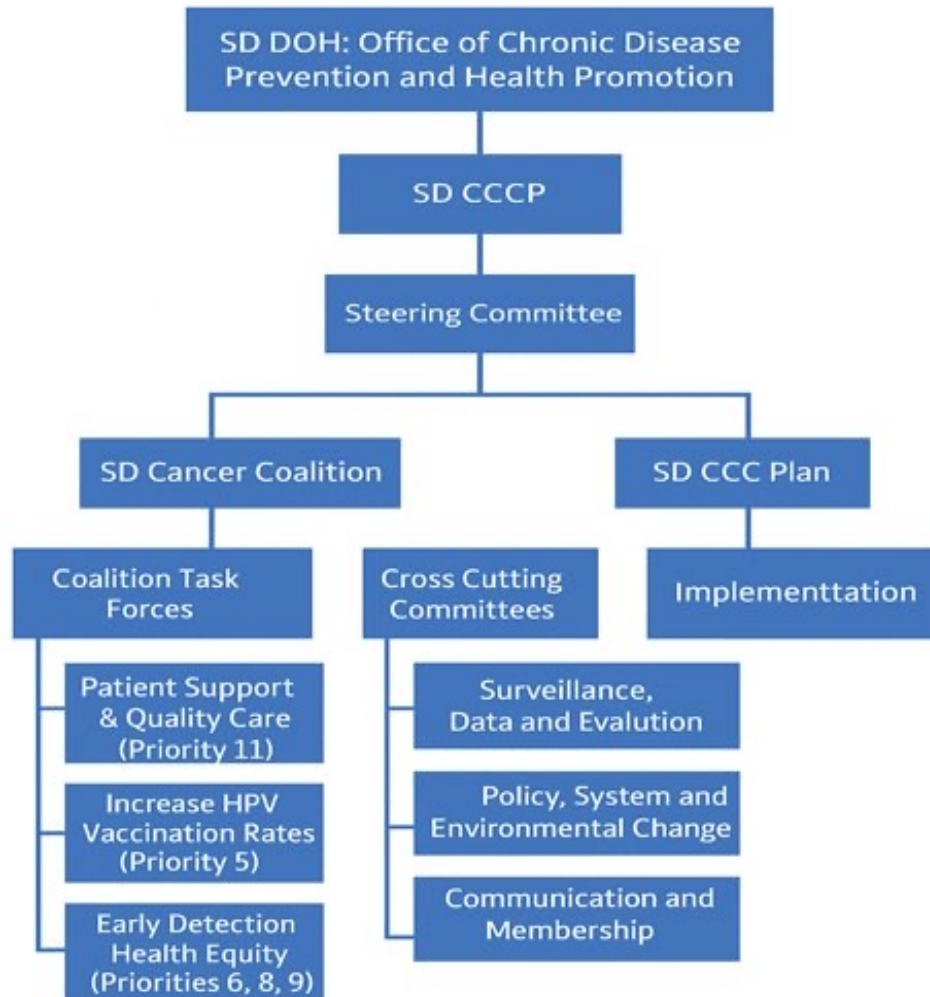 SD DOH: Office of Chronic Disease
Prevention and Health Promotion
SD CCCP
Steering Committee
SD Cancer Coalition
SD CCC Plan
Coalition Task
Forces
Cross Cutting
Committees
Implementtation
Patient Support
& Quality Care
(Priority 11)
Increase HPV
Vaccination Rates
(Priority 5)
Early Detection
Health Equity
(Priorities 6, 8, 9)
Surveillance,
Data and Evalution
Policy, System and
Environmental Change
Communication and
Membership